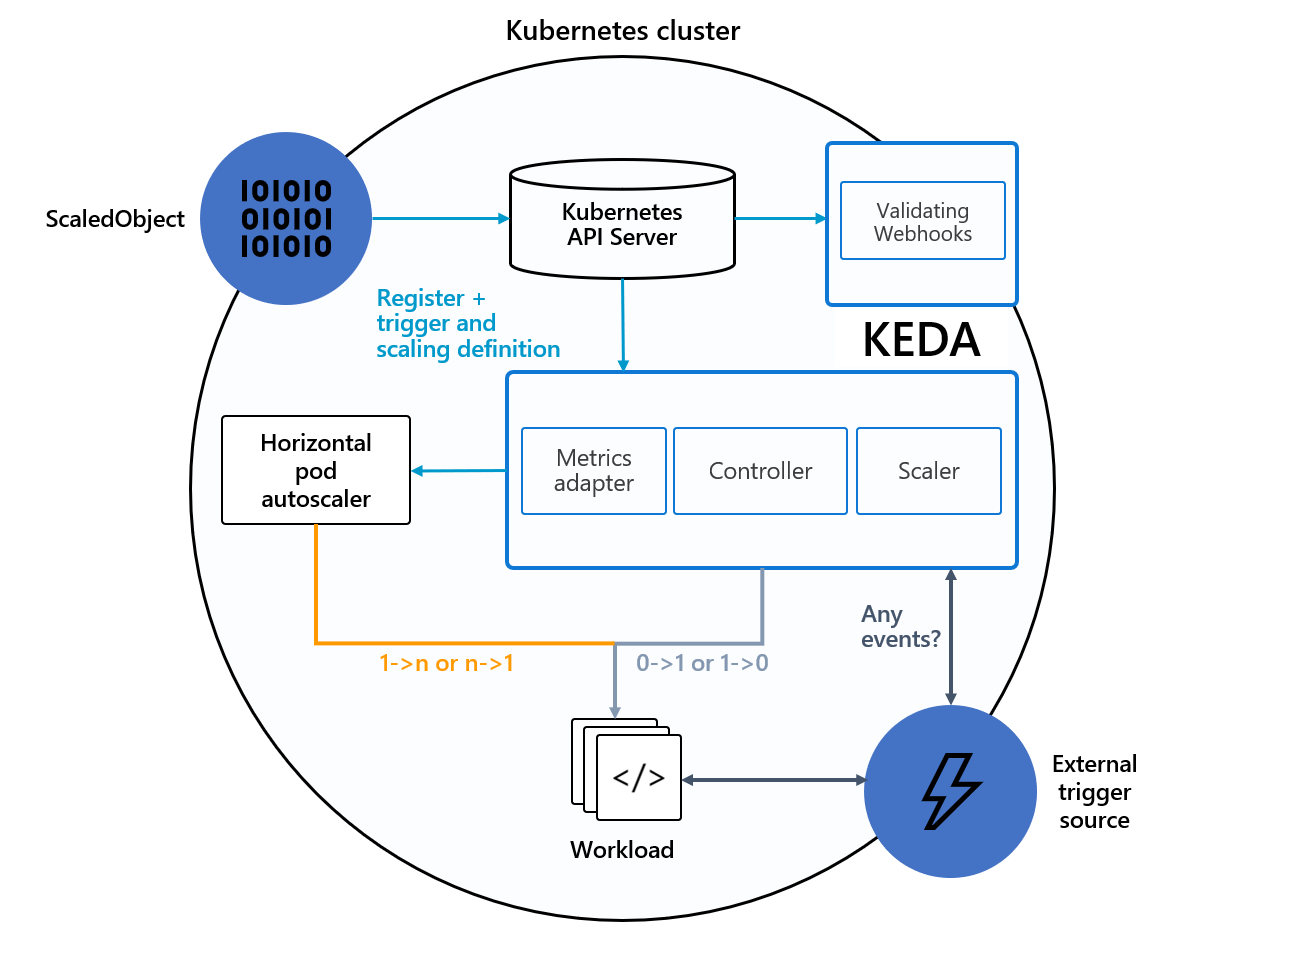 Kubernetes cluster
101010
010101
101010
ScaledObject
Kubernetes
API Server
Validating
Webhooks
Register +
trigger and
scaling definition
KEDA
Horizontal
pod
autoscaler
Metrics
adapter
Controller
Scaler
Any
events?
1->n or n->1
0->1 or 1->0
</>
Workload
External
trigger
source